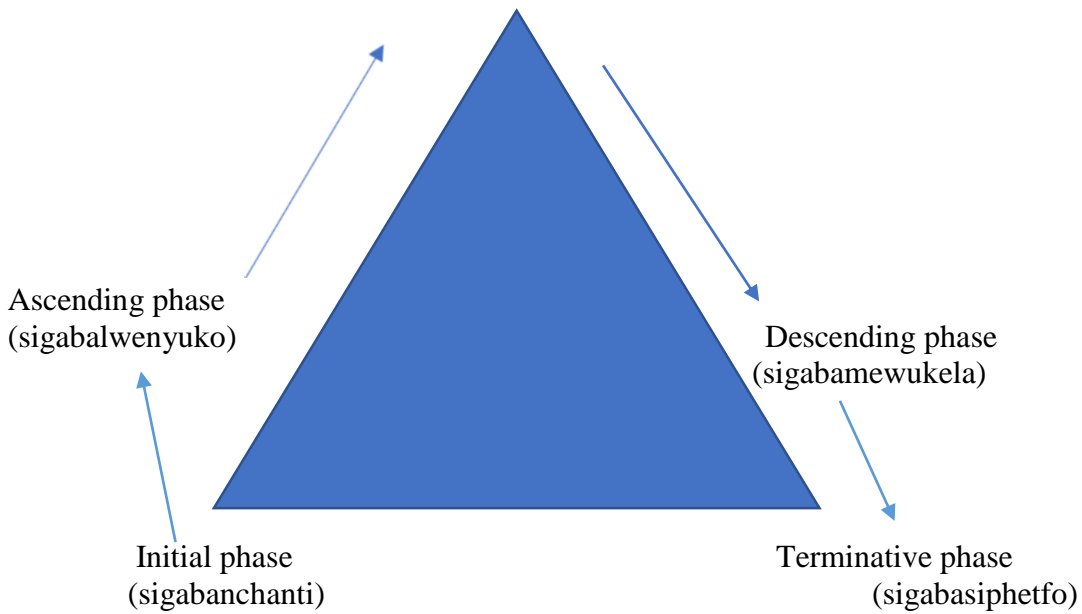 Ascending phase
(sigabalwenyuko)
Descending phase
(sigabamewukela)
Initial phase
(sigabanchanti)
Terminative phase
(sigabasiphetfo)